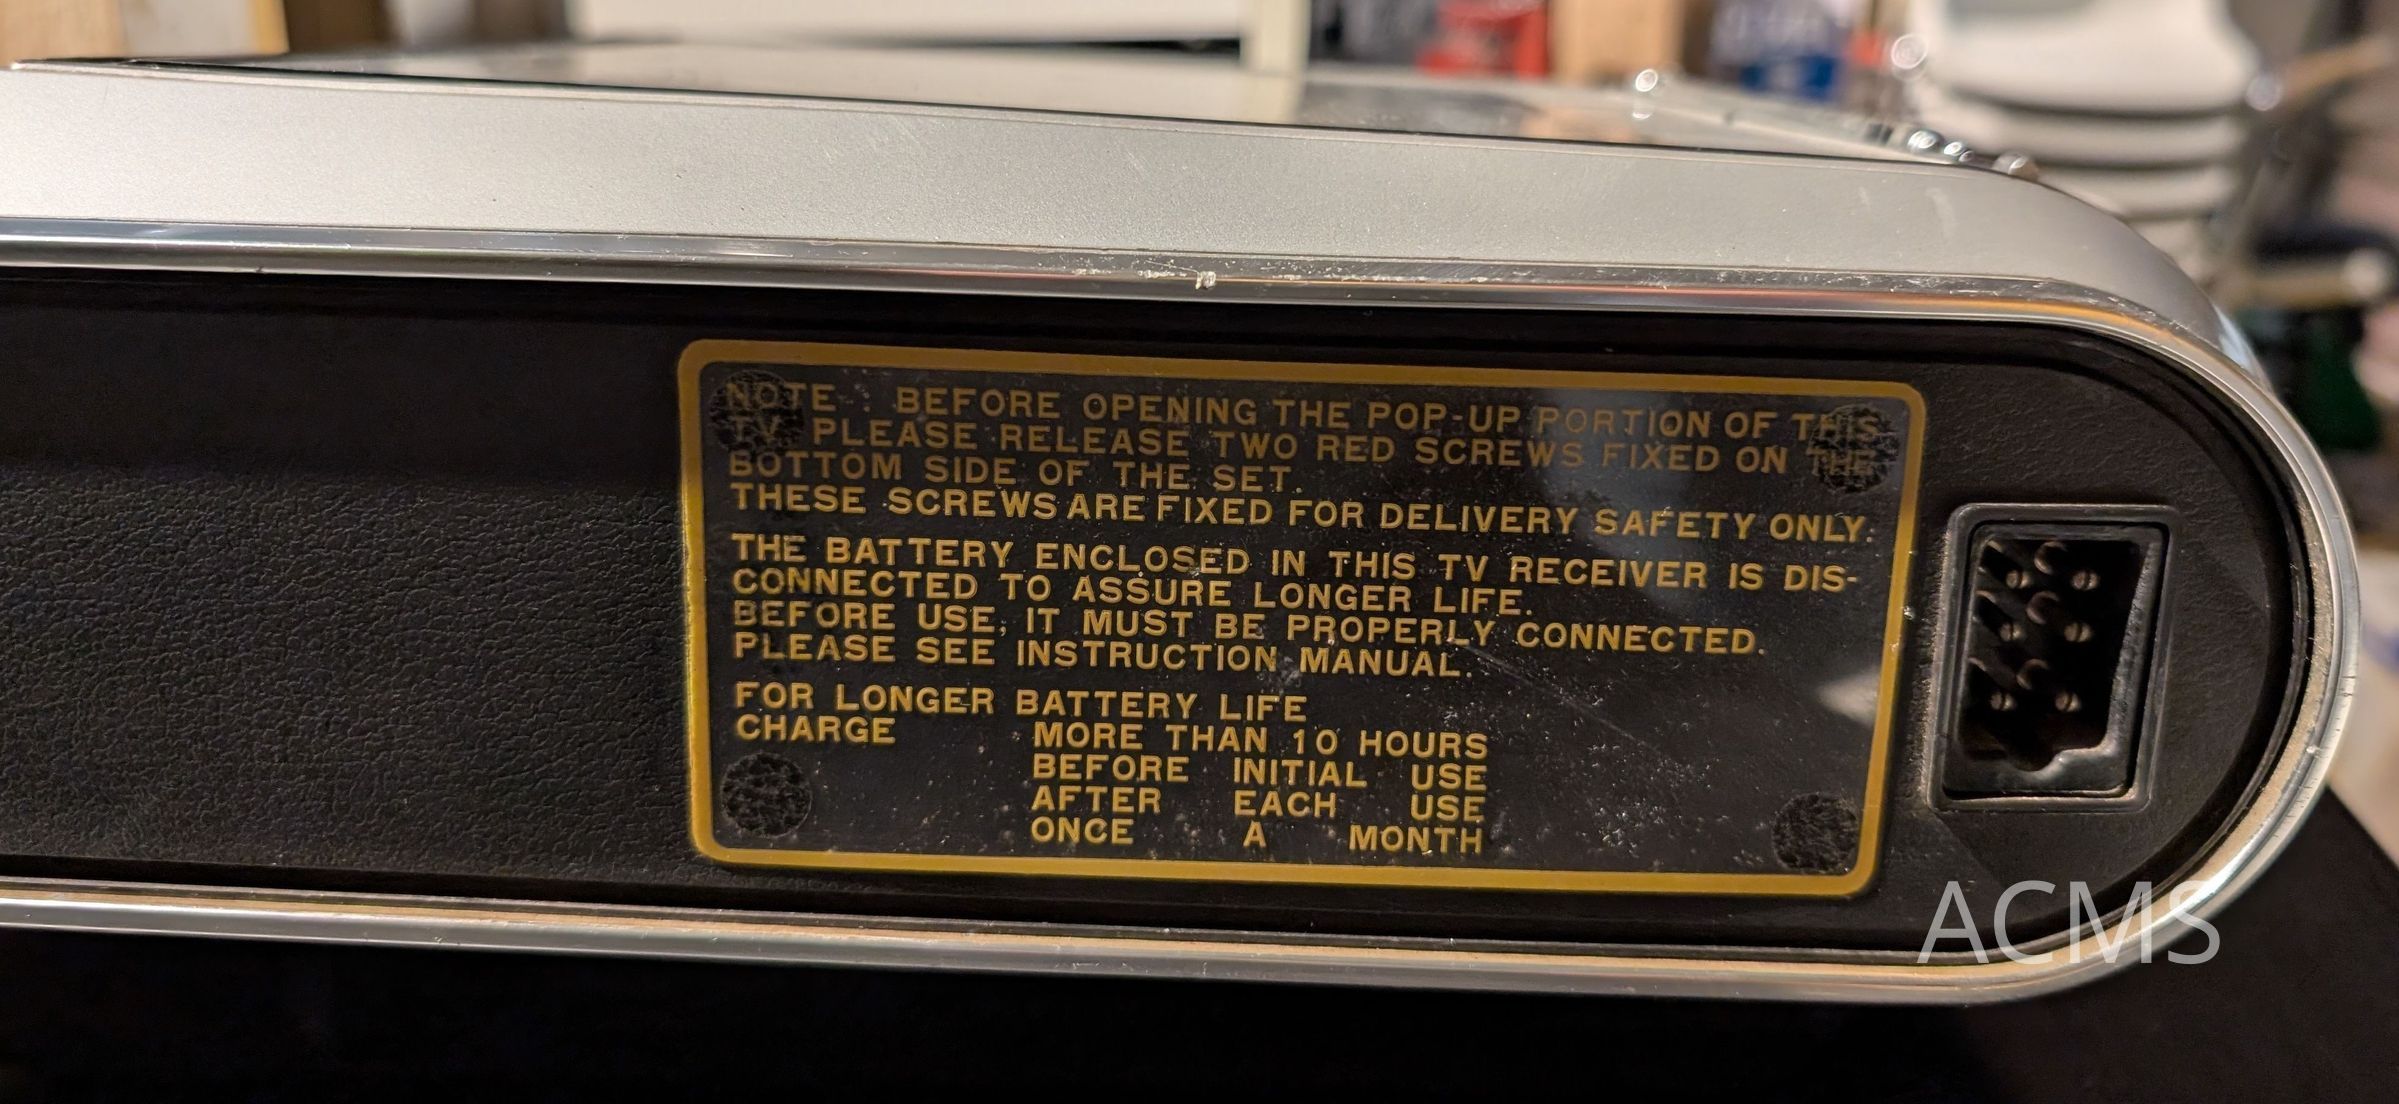 NOTE : BEFORE OPENING THE POP-UP PORTION OF THIS
T.V. PLEASE RELEASE TWO RED SCREWS FIXED ON THE
BOTTOM SIDE OF THE SET.
THESE SCREWS ARE FIXED FOR DELIVERY SAFETY ONLY.
THE BATTERY ENCLOSED IN THIS TV RECEIVER IS DIS-
CONNECTED TO ASSURE LONGER LIFE.
BEFORE USE, IT MUST BE PROPERLY CONNECTED.
PLEASE SEE INSTRUCTION MANUAL.
FOR LONGER BATTERY LIFE
CHARGE MORE THAN 10 HOURS
BEFORE INITIAL USE
AFTER EACH USE
ONCE A MONTH
ACMS